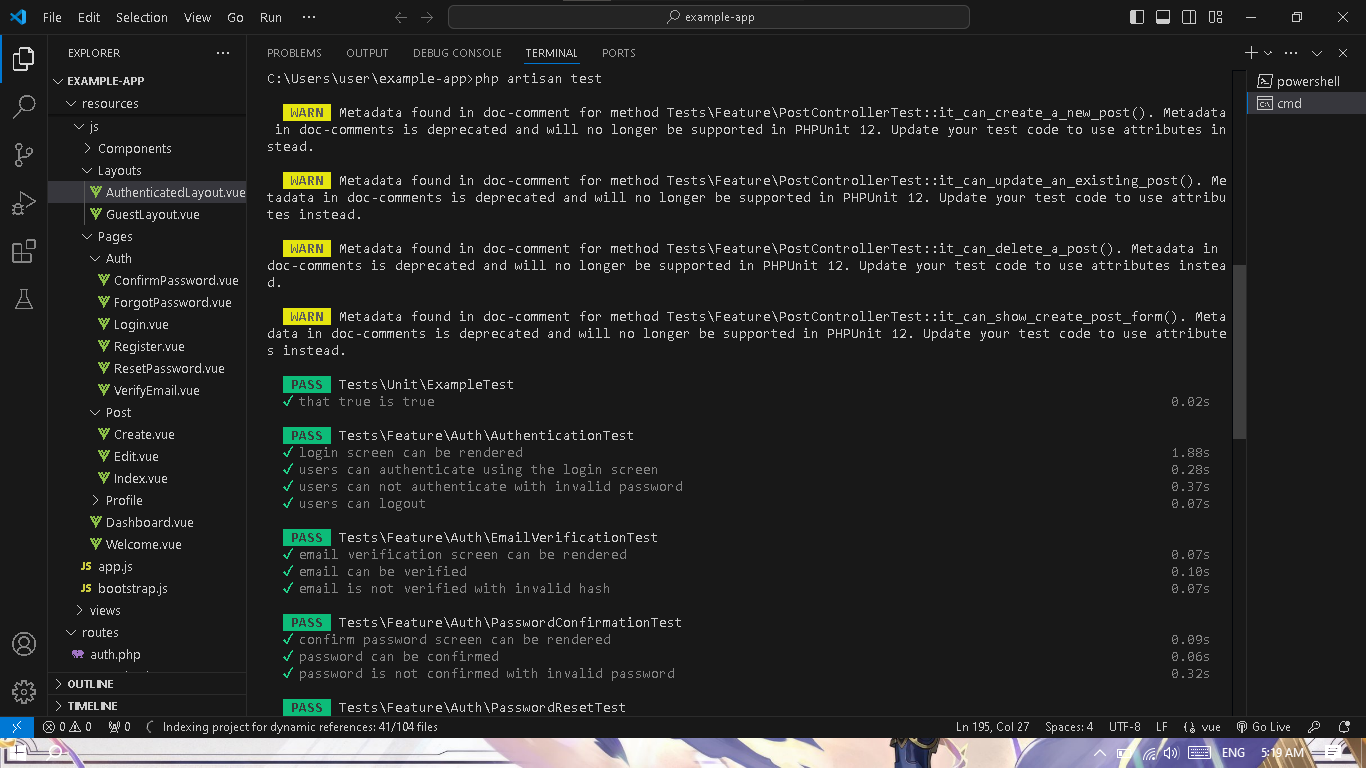 File Edit Selection View Go Run ···
example-app
EXPLORER ···
EXAMPLE-APP
resources
js
Components
Layouts
AuthenticatedLayout.vue
GuestLayout.vue
Pages
Auth
ConfirmPassword.vue
ForgotPassword.vue
Login.vue
Register.vue
ResetPassword.vue
VerifyEmail.vue
Post
Create.vue
Edit.vue
Index.vue
Profile
Dashboard.vue
Welcome.vue
JS app.js
JS bootstrap.js
views
routes
auth.php
OUTLINE
TIMELINE
PROBLEMS OUTPUT DEBUG CONSOLE TERMINAL PORTS
C:\Users\user\example-app>php artisan test
WARN Metadata found in doc-comment for method Tests\Feature\PostControllerTest::it_can_create_a_new_post(). Metadata
in doc-comments is deprecated and will no longer be supported in PHPUnit 12. Update your test code to use attributes in
stead.
WARN Metadata found in doc-comment for method Tests\Feature\PostControllerTest::it_can_update_an_existing_post(). Me
tadata in doc-comments is deprecated and will no longer be supported in PHPUnit 12. Update your test code to use attribu
tes instead.
WARN Metadata found in doc-comment for method Tests\Feature\PostControllerTest::it_can_delete_a_post(). Metadata in
doc-comments is deprecated and will no longer be supported in PHPUnit 12. Update your test code to use attributes instea
d.
WARN Metadata found in doc-comment for method Tests\Feature\PostControllerTest::it_can_show_create_post_form(). Meta
data in doc-comments is deprecated and will no longer be supported in PHPUnit 12. Update your test code to use attribute
s instead.
PASS Tests\Unit\ExampleTest
✓ that true is true 0.02s
PASS Tests\Feature\Auth\AuthenticationTest
✓ login screen can be rendered 1.88s
✓ users can authenticate using the login screen 0.28s
✓ users can not authenticate with invalid password 0.37s
✓ users can logout 0.07s
PASS Tests\Feature\Auth\EmailVerificationTest
✓ email verification screen can be rendered 0.07s
✓ email can be verified 0.10s
✓ email is not verified with invalid hash 0.07s
PASS Tests\Feature\Auth\PasswordConfirmationTest
✓ confirm password screen can be rendered 0.09s
✓ password can be confirmed 0.06s
✓ password is not confirmed with invalid password 0.32s
PASS Tests\Feature\Auth\PasswordResetTest
powershell
cmd
0 0 0 Indexing project for dynamic references: 41/104 files Ln 195, Col 27 Spaces: 4 UTF-8 LF { } vue Go Live
ENG 5:19 AM